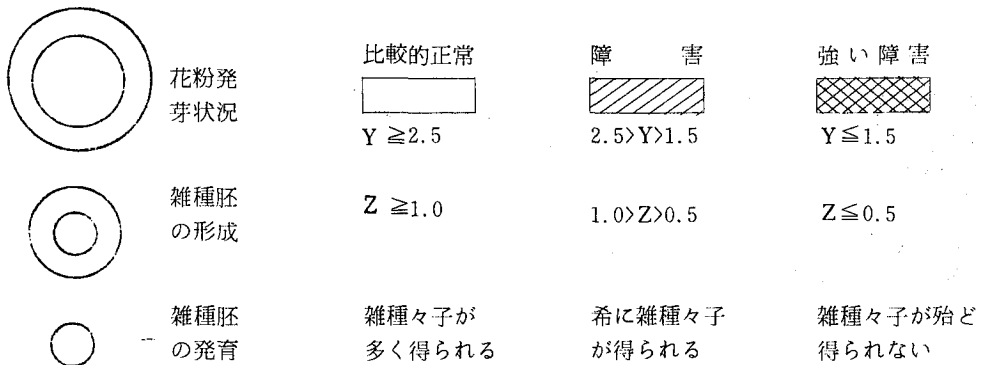 比較的正常 障害 強い障害
花粉発
芽状況
Y ≧2.5 2.5>Y>1.5 Y≦1.5
雑種胚
の形成
Z ≧1.0 1.0>Z>0.5 Z≦0.5
雑種胚
の発育
雑種々子が
多く得られる
希に雑種々子
が得られる
雑種々子が殆ど
得られない